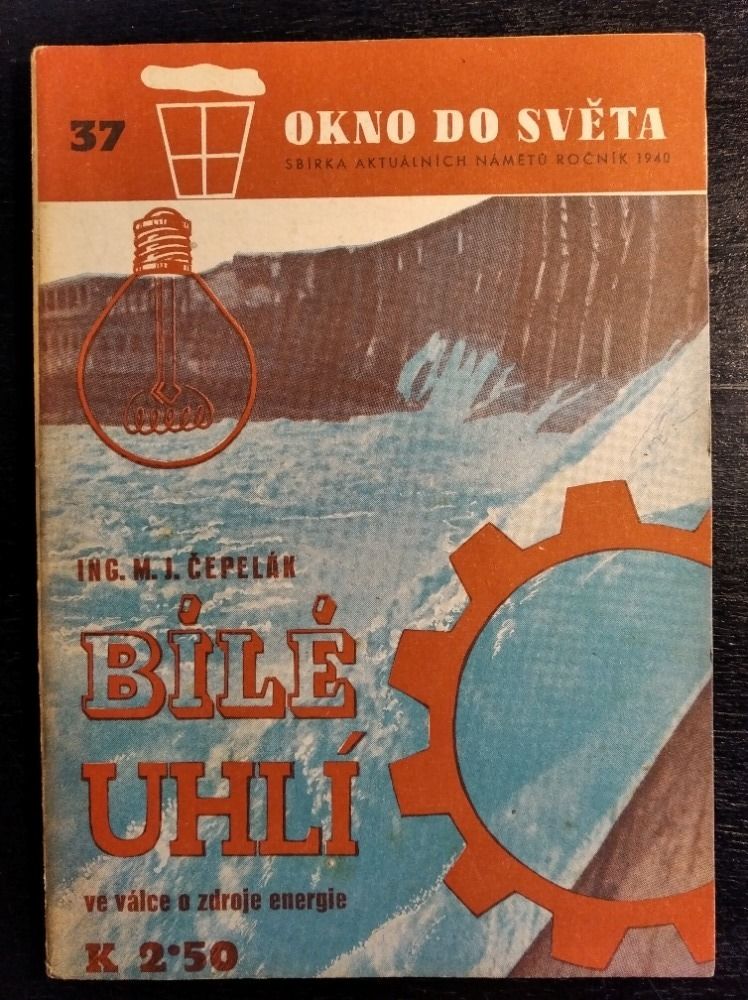 37
OKNO DO SVĚTA
SBÍRKA AKTUÁLNÍCH NÁMĚTŮ ROČNÍK 1940
ING. M. J. ČEPELÁK
BÍLÉ
UHLÍ
ve válce o zdroje energie
K 2·50